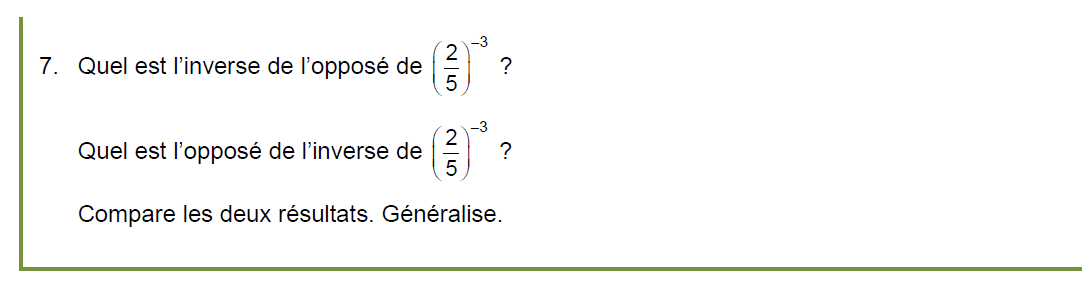 7. Quel est l’inverse de l’opposé de (2/5)^–3 ?
Quel est l’opposé de l’inverse de (2/5)^–3 ?
Compare les deux résultats. Généralise.